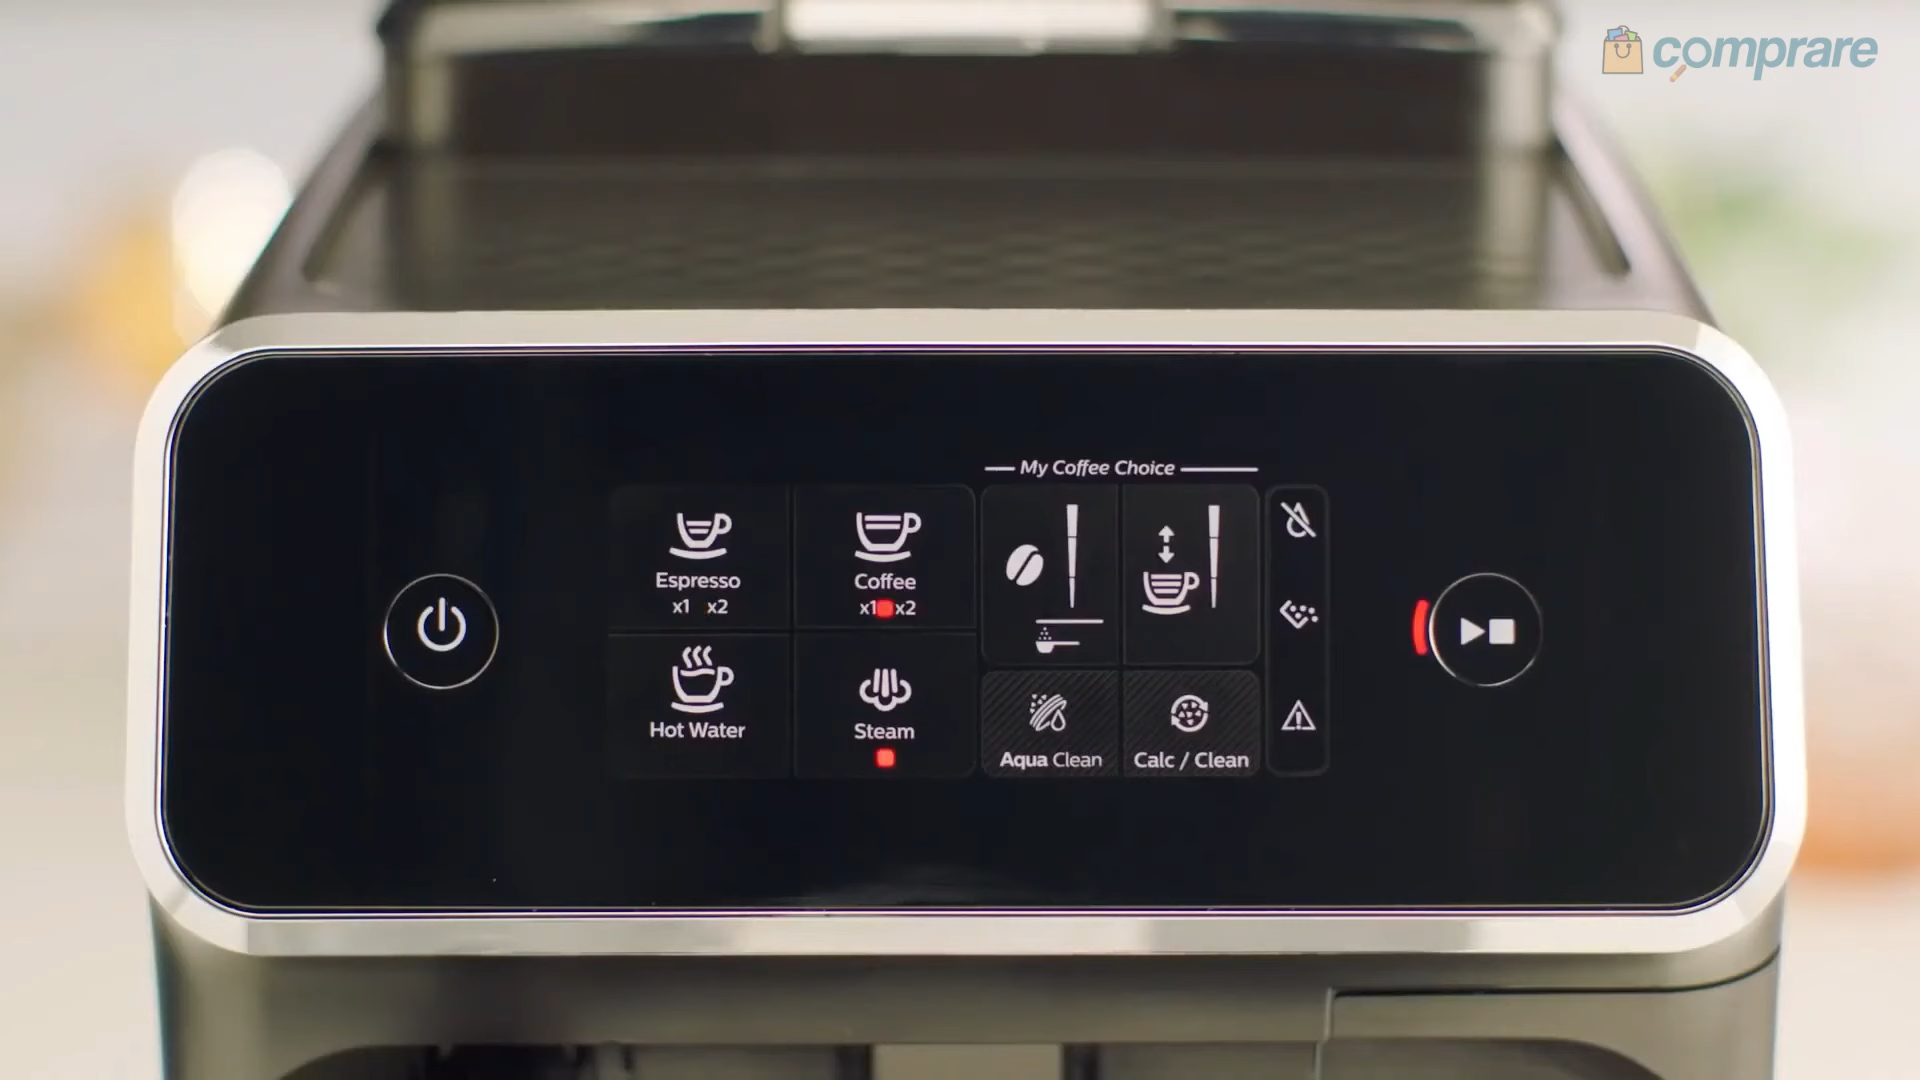 comprare
My Coffee Choice
Espresso
x1 x2
Coffee
x1 x2
Hot Water
Steam
Aqua Clean
Calc / Clean